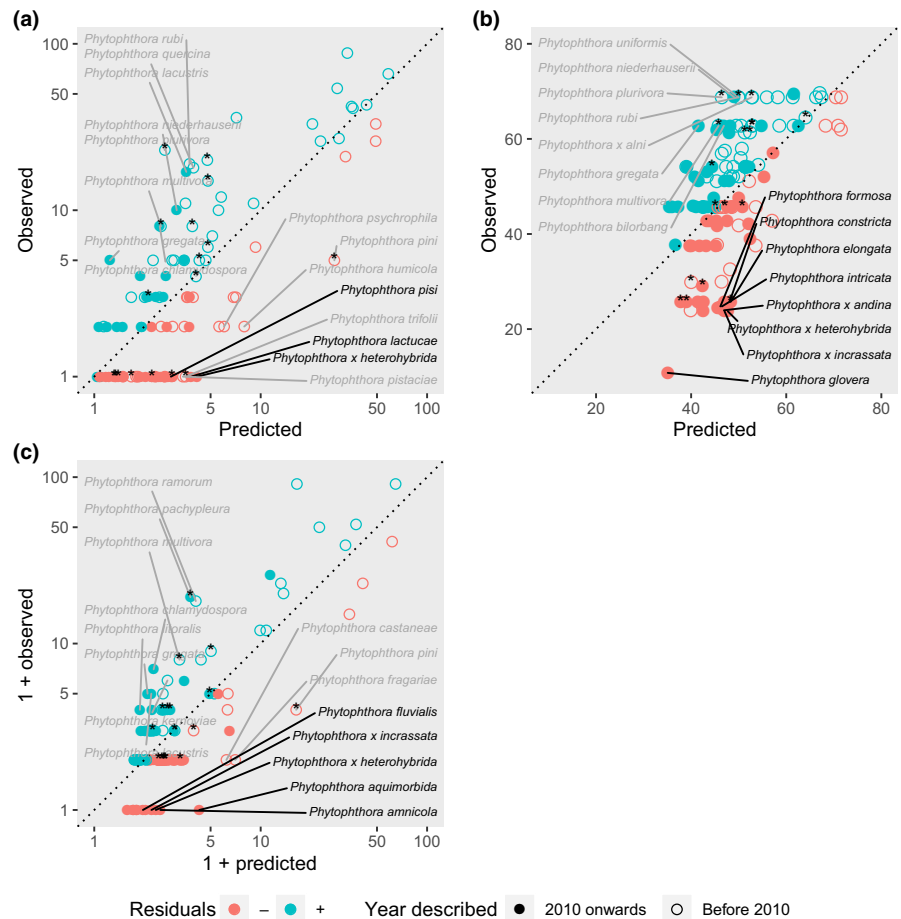 (a)
Phytophthora rubi
Phytophthora quercina
Phytophthora lacustris
Phytophthora niederhauserii
Phytophthora plurivora
Phytophthora multivora
Phytophthora gregata
Phytophthora chlamydospora
Phytophthora psychrophila
Phytophthora pini
Phytophthora humicola
Phytophthora pisi
Phytophthora trifolii
Phytophthora lactucae
Phytophthora x heterohybrida
Phytophthora pistaciae
Observed
100
50
10
5
1
1
5
10
50
100
Predicted
(b)
Phytophthora uniformis
Phytophthora niederhauserii
Phytophthora plurivora
Phytophthora rubi
Phytophthora x alni
Phytophthora gregata
Phytophthora multivora
Phytophthora bilorbang
Phytophthora formosa
Phytophthora constricta
Phytophthora elongata
Phytophthora intricata
Phytophthora x andina
Phytophthora x heterohybrida
Phytophthora x incrassata
Phytophthora glovera
Observed
80
60
40
20
20
40
60
80
Predicted
(c)
Phytophthora ramorum
Phytophthora pachypleura
Phytophthora multivora
Phytophthora chlamydospora
Phytophthora litoralis
Phytophthora gregata
Phytophthora kernoviae
Phytophthora lacustris
Phytophthora castaneae
Phytophthora pini
Phytophthora fragariae
Phytophthora fluvialis
Phytophthora x incrassata
Phytophthora x heterohybrida
Phytophthora aquimorbida
Phytophthora amnicola
1 + observed
100
50
10
5
1
1
5
10
50
100
1 + predicted
Residuals − + Year described 2010 onwards Before 2010